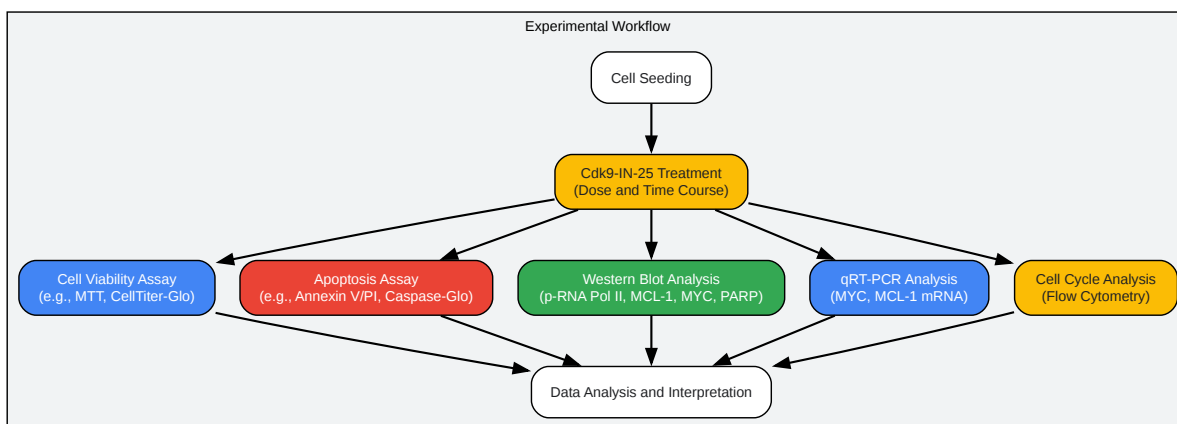 Experimental Workflow
Cell Seeding
Cdk9-IN-25 Treatment
(Dose and Time Course)
Cell Viability Assay
(e.g., MTT, CellTiter-Glo)
Apoptosis Assay
(e.g., Annexin V/PI, Caspase-Glo)
Western Blot Analysis
(p-RNA Pol II, MCL-1, MYC, PARP)
qRT-PCR Analysis
(MYC, MCL-1 mRNA)
Cell Cycle Analysis
(Flow Cytometry)
Data Analysis and Interpretation